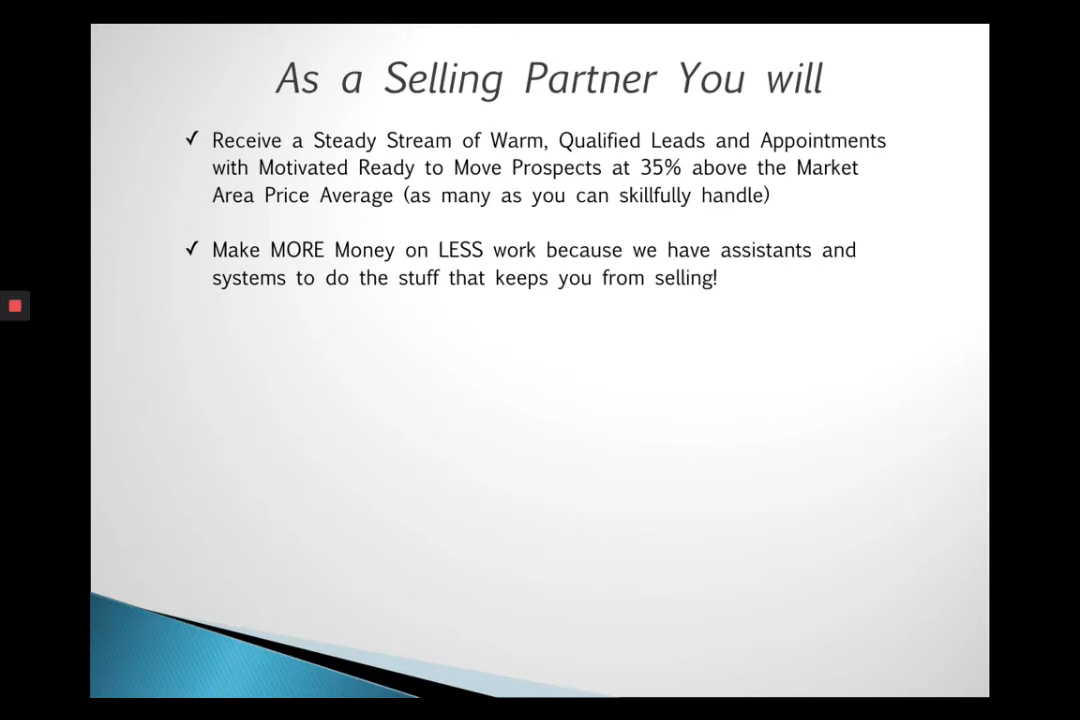 As a Selling Partner You will
✓ Receive a Steady Stream of Warm, Qualified Leads and Appointments
with Motivated Ready to Move Prospects at 35% above the Market
Area Price Average (as many as you can skillfully handle)
✓ Make MORE Money on LESS work because we have assistants and
systems to do the stuff that keeps you from selling!